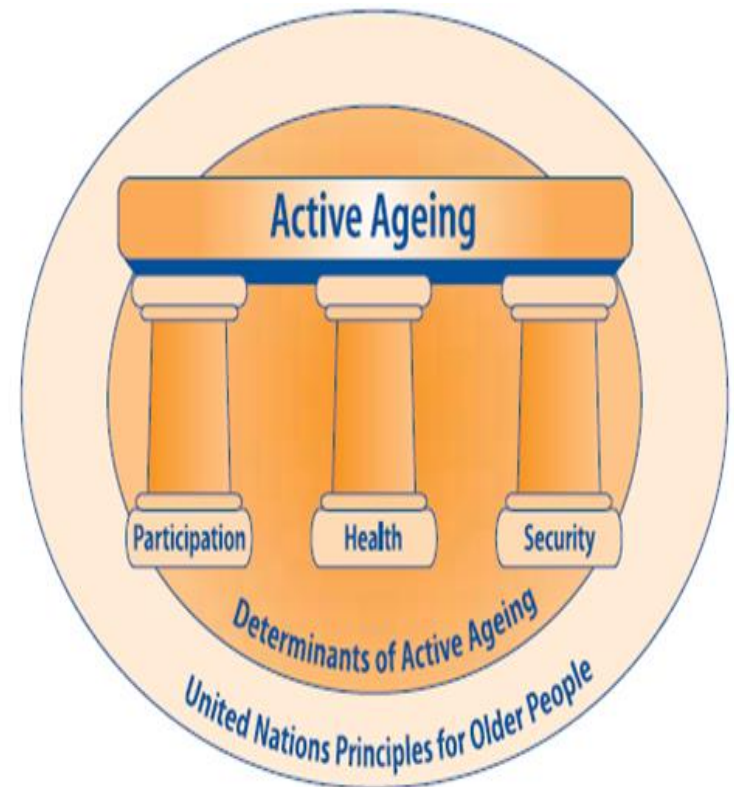 Active Ageing
Participation
Health
Security
Determinants of Active Ageing
United Nations Principles for Older People